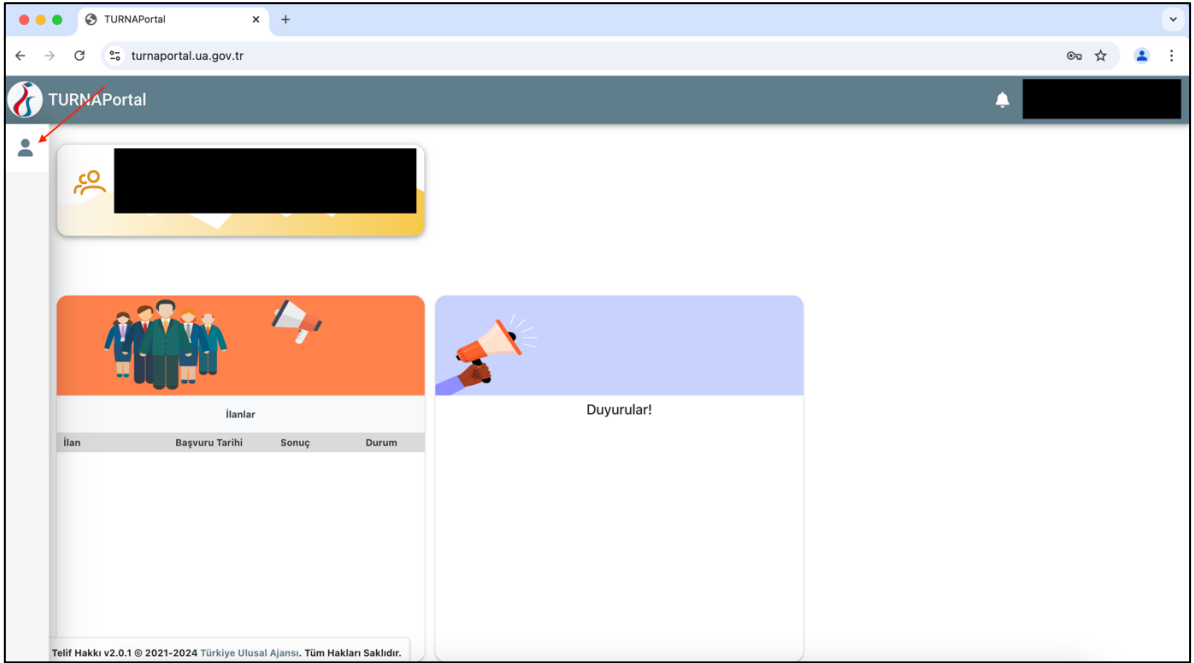 TURNAPortal
turnaportal.ua.gov.tr
TURNAPortal
İlanlar
İlan Başvuru Tarihi Sonuç Durum
Duyurular!
Telif Hakkı v2.0.1 © 2021-2024 Türkiye Ulusal Ajansı. Tüm Hakları Saklıdır.